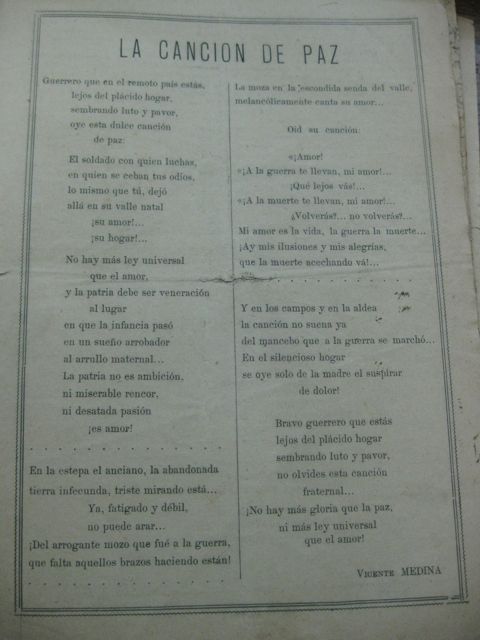 LA CANCION DE PAZ
Guerrero que en el remoto país estás,
lejos del plácido hogar,
sembrando luto y pavor,
oye esta dulce canción
de paz:
El soldado con quien luchas,
en quien se ceban tus odios,
lo mismo que tú, dejó
allá en su valle natal
¡su amor!...
¡su hogar!...
No hay más ley universal
que el amor,
y la patria debe ser veneración
al lugar
en que la infancia pasó
en un sueño arrobador
al arrullo maternal...
La patria no es ambición,
ni miserable rencor,
ni desatada pasión
¡es amor!
. . . . . . . . . . . . . .
En la estepa el anciano, la abandonada
tierra infecunda, triste mirando está...
Ya, fatigado y débil,
no puede arar...
¡Del arrogante mozo que fué a la guerra,
que falta aquellos brazos haciendo están!
. . . . . . . . . . . . . .
La moza en la escondida senda del valle,
melancólicamente canta su amor...
Oid su canción:
«¡Amor!
«¡A la guerra te llevan, mi amor!...
¡Qué lejos vás!...
«¡A la muerte te llevan, mi amor!...
¿Volverás?... no volverás?...
Mi amor es la vida, la guerra la muerte...
¡Ay mis ilusiones y mis alegrías,
que la muerte acechando vá!...
. . . . . . . . . . . . . .
Y en los campos y en la aldea
la canción no suena ya
del mancebo que a la guerra se marchó...
En el silencioso hogar
se oye solo de la madre el suspirar
de dolor!
Bravo guerrero que estás
lejos del plácido hogar
sembrando luto y pavor,
no olvides esta canción
fraternal...
¡No hay más gloria que la paz,
ni más ley universal
que el amor!
VICENTE MEDINA